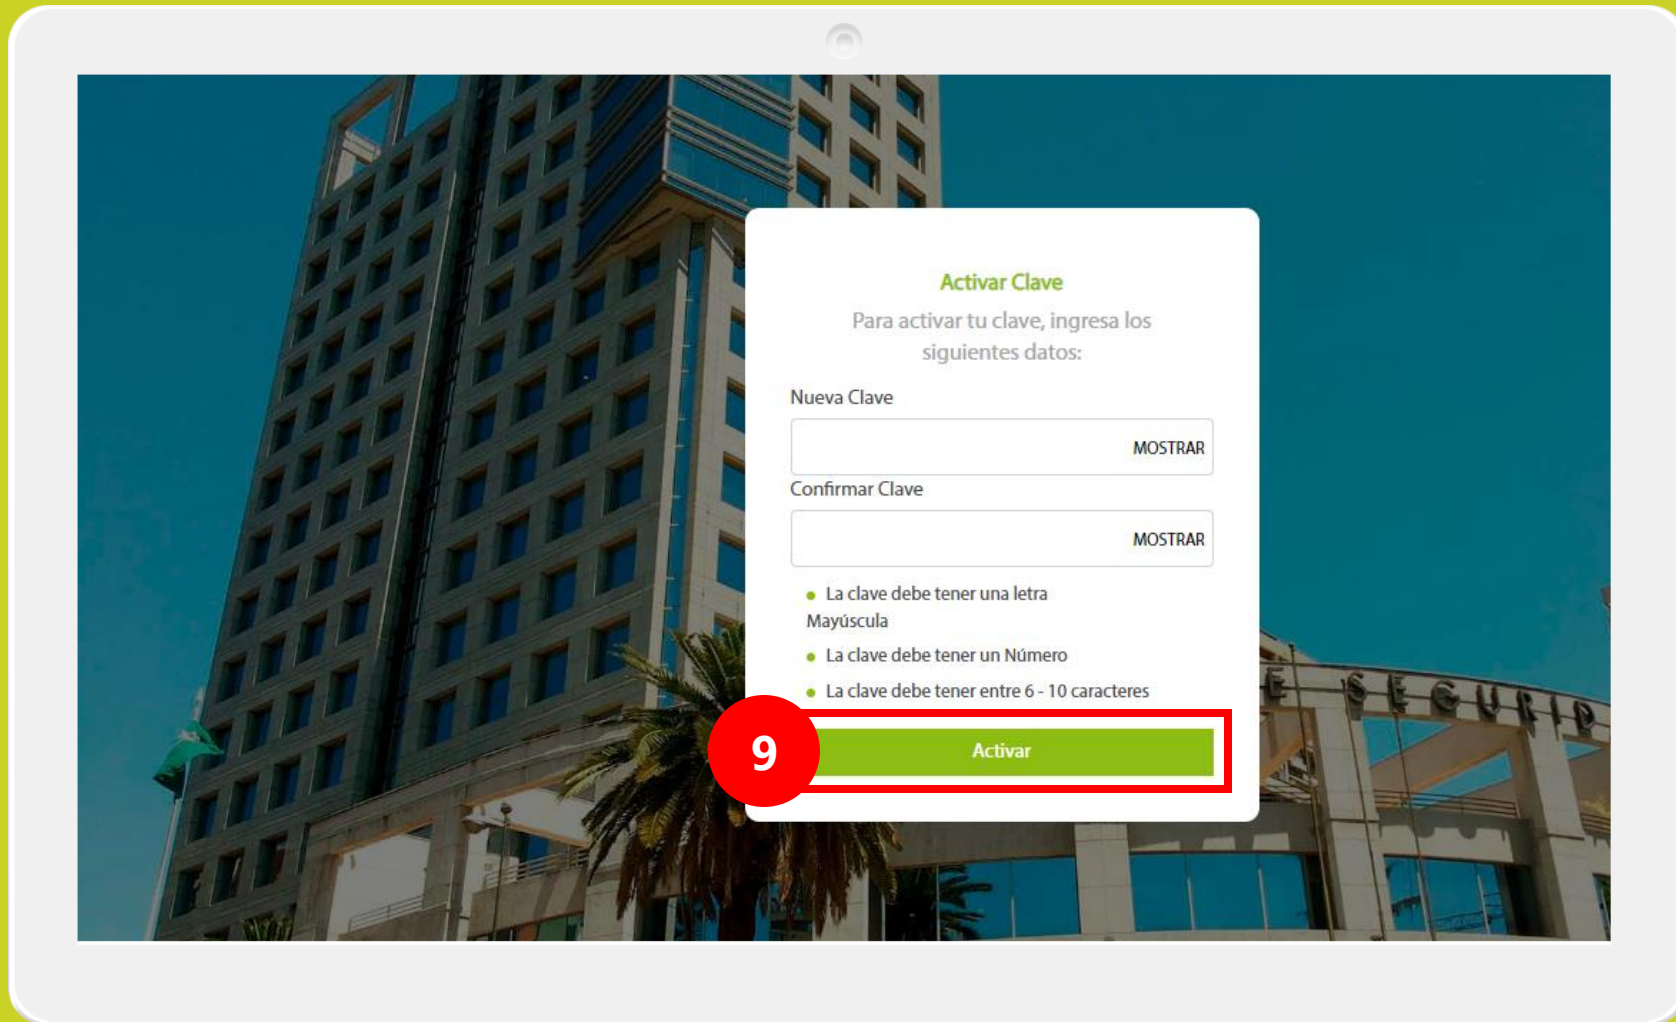 Activar Clave
Para activar tu clave, ingresa los
siguientes datos:
Nueva Clave
MOSTRAR
Confirmar Clave
MOSTRAR
La clave debe tener una letra
Mayúscula
La clave debe tener un Número
La clave debe tener entre 6 - 10 caracteres
E SEGURID
9
Activar